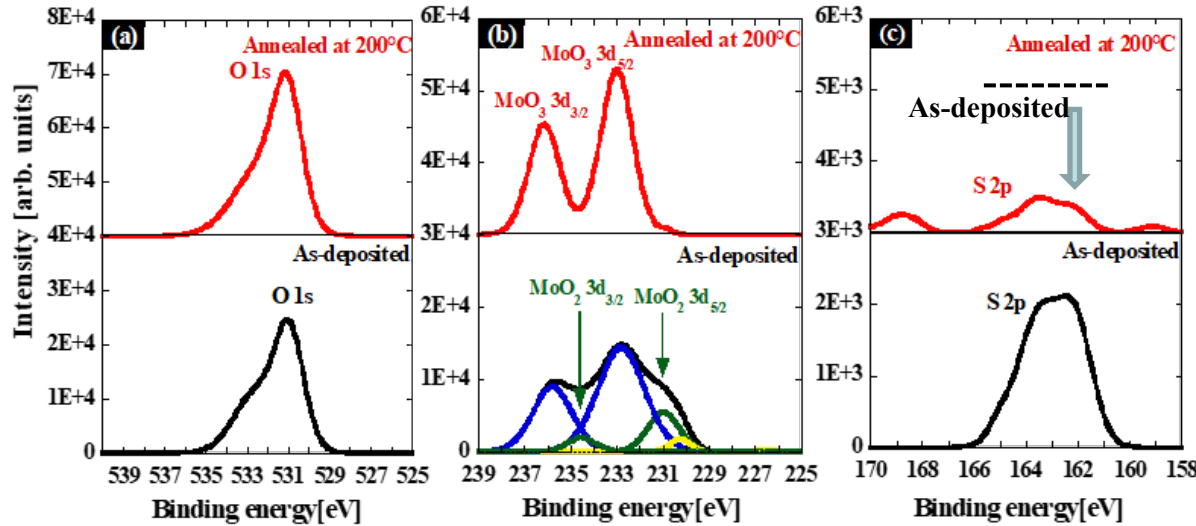 Intensity [arb. units]
(a)
Annealed at 200°C
O 1s
8E+4
7E+4
6E+4
5E+4
4E+4
As-deposited
O 1s
3E+4
2E+4
1E+4
0
539 537 535 533 531 529 527 525
Binding energy[eV]
(b)
Annealed at 200°C
MoO3 3d5/2
MoO3 3d3/2
6E+4
5E+4
4E+4
3E+4
As-deposited
MoO2 3d3/2
MoO2 3d5/2
2E+4
1E+4
0
239 237 235 233 231 229 227 225
Binding energy[eV]
(c)
Annealed at 200°C
As-deposited
S 2p
6E+3
5E+3
4E+3
3E+3
As-deposited
S 2p
2E+3
1E+3
0
170 168 166 164 162 160 158
Binding energy[eV]